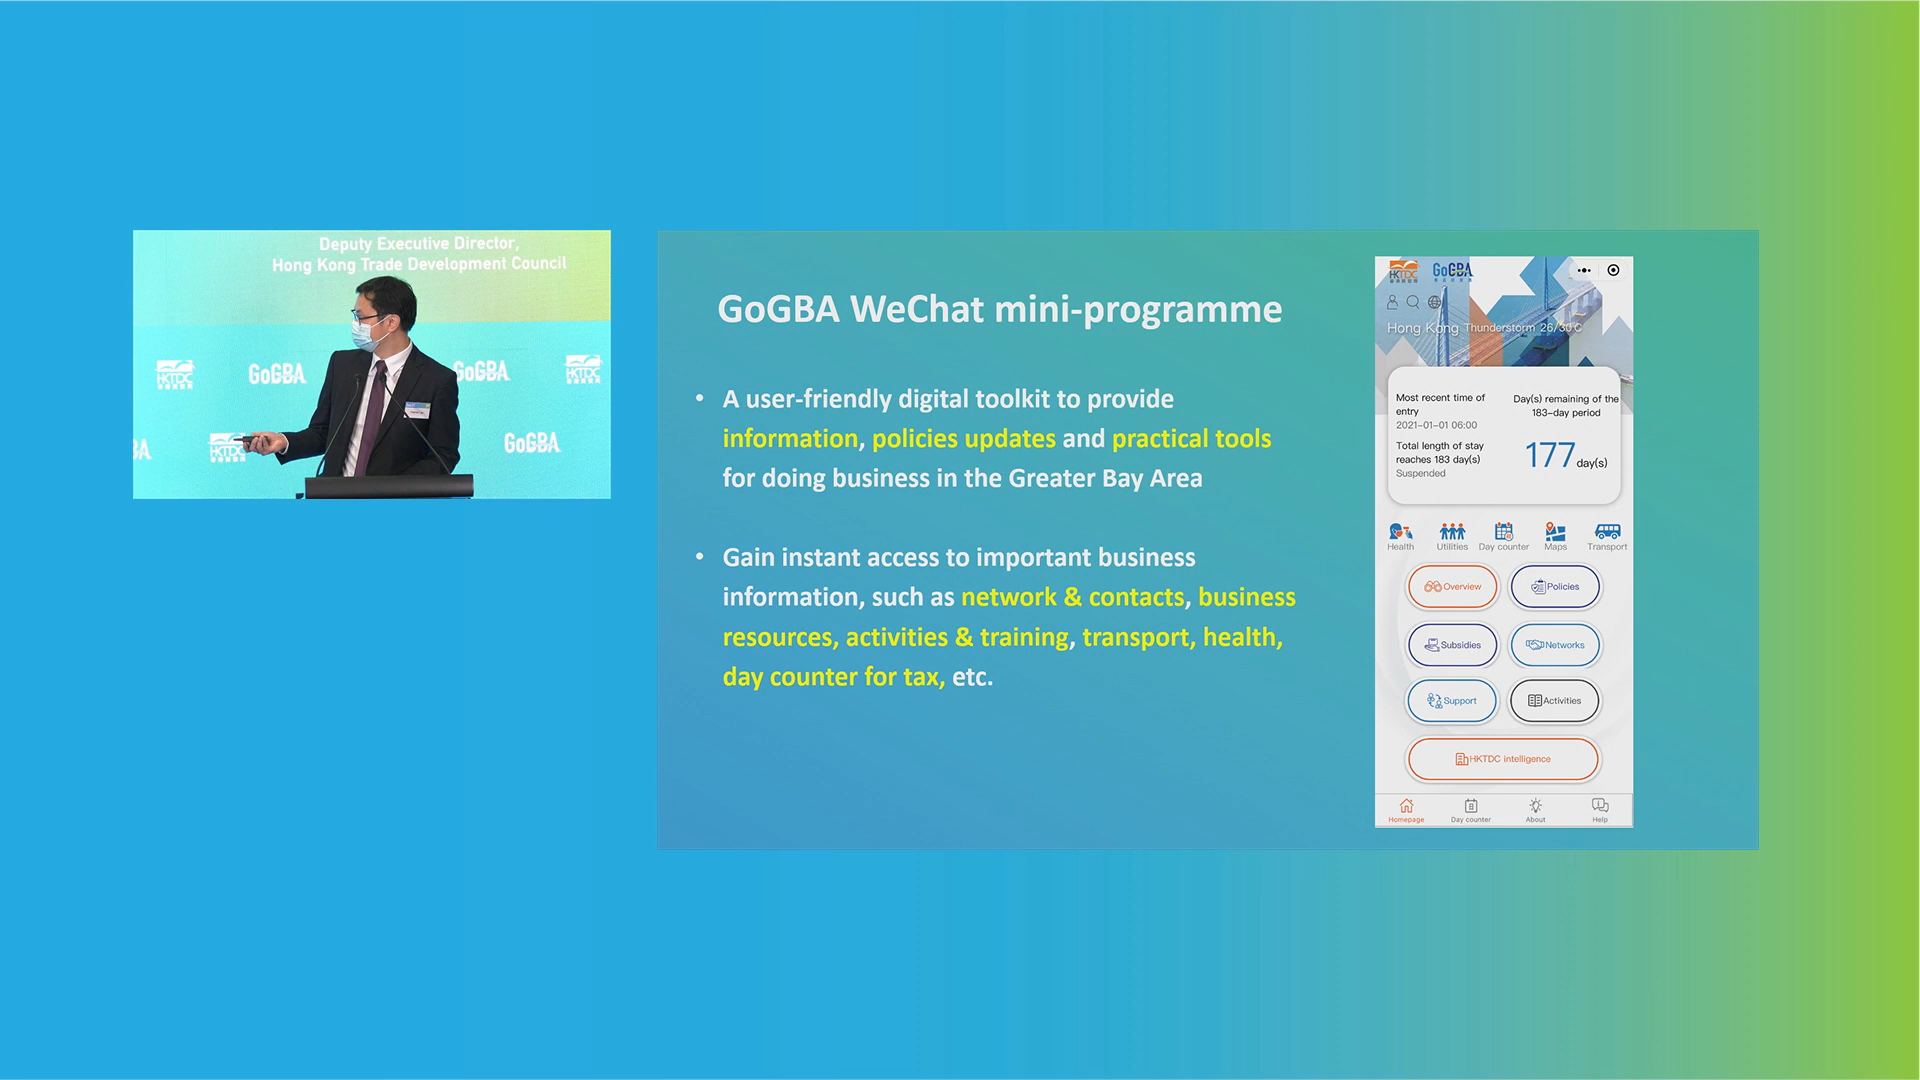 Deputy Executive Director,
Hong Kong Trade Development Council
HKTDC
GoGBA
GoGBA
HKTDC
BA
HKTDC
GoGBA
GoGBA WeChat mini-programme
• A user-friendly digital toolkit to provide
information, policies updates and practical tools
for doing business in the Greater Bay Area
• Gain instant access to important business
information, such as network & contacts, business
resources, activities & training, transport, health,
day counter for tax, etc.
HKTDC
GoGBA
Hong Kong Thunderstorm 26/30°C
Most recent time of
entry
2021-01-01 06:00
Total length of stay
reaches 183 day(s)
Suspended
Day(s) remaining of the
183-day period
177 day(s)
Health Utilities Day counter Maps Transport
Overview Policies
Subsidies Networks
Support Activities
HKTDC Intelligence
Homepage Day counter About Help